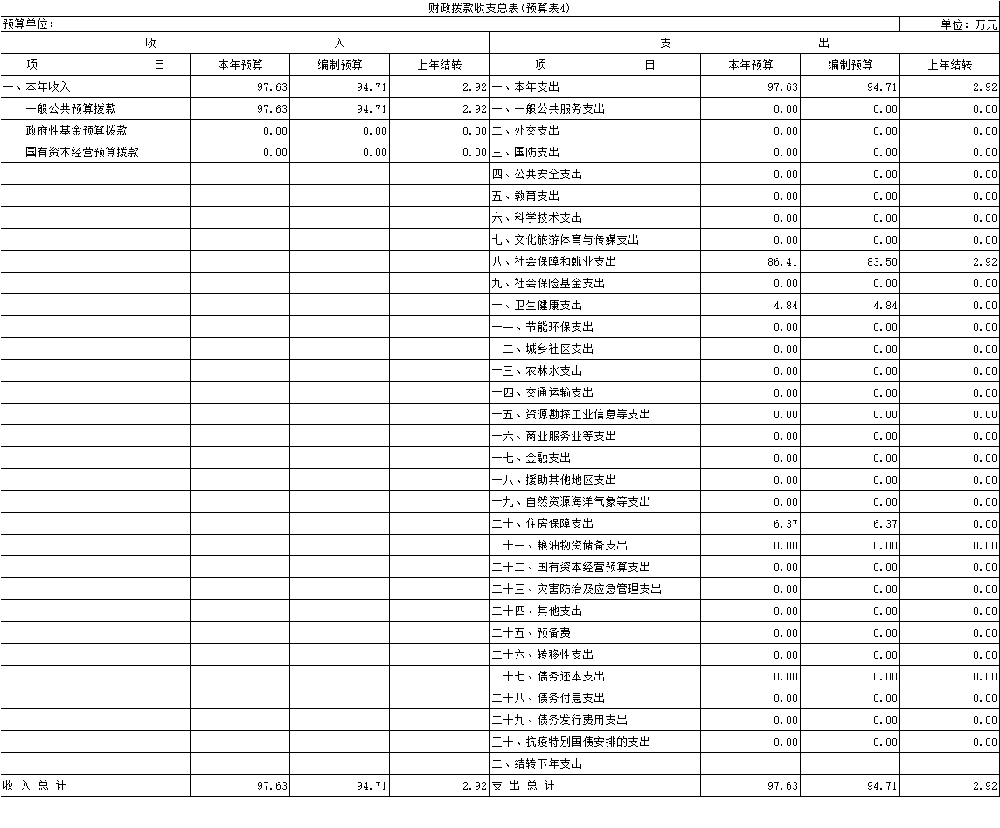 财政拨款收支总表(预算表4)
预算单位: 单位: 万元
收 入 支 出
项 目 本年预算 编制预算 上年结转 项 目 本年预算 编制预算 上年结转
一、本年收入 97.63 94.71 2.92 一、本年支出 97.63 94.71 2.92
一般公共预算拨款 97.63 94.71 2.92 一、一般公共服务支出 0.00 0.00 0.00
政府性基金预算拨款 0.00 0.00 0.00 二、外交支出 0.00 0.00 0.00
国有资本经营预算拨款 0.00 0.00 0.00 三、国防支出 0.00 0.00 0.00
四、公共安全支出 0.00 0.00 0.00
五、教育支出 0.00 0.00 0.00
六、科学技术支出 0.00 0.00 0.00
七、文化旅游体育与传媒支出 0.00 0.00 0.00
八、社会保障和就业支出 86.41 83.50 2.92
九、社会保险基金支出 0.00 0.00 0.00
十、卫生健康支出 4.84 4.84 0.00
十一、节能环保支出 0.00 0.00 0.00
十二、城乡社区支出 0.00 0.00 0.00
十三、农林水支出 0.00 0.00 0.00
十四、交通运输支出 0.00 0.00 0.00
十五、资源勘探工业信息等支出 0.00 0.00 0.00
十六、商业服务业等支出 0.00 0.00 0.00
十七、金融支出 0.00 0.00 0.00
十八、援助其他地区支出 0.00 0.00 0.00
十九、自然资源海洋气象等支出 0.00 0.00 0.00
二十、住房保障支出 6.37 6.37 0.00
二十一、粮油物资储备支出 0.00 0.00 0.00
二十二、国有资本经营预算支出 0.00 0.00 0.00
二十三、灾害防治及应急管理支出 0.00 0.00 0.00
二十四、其他支出 0.00 0.00 0.00
二十五、预备费 0.00 0.00 0.00
二十六、转移性支出 0.00 0.00 0.00
二十七、债务还本支出 0.00 0.00 0.00
二十八、债务付息支出 0.00 0.00 0.00
二十九、债务发行费用支出 0.00 0.00 0.00
三十、抗疫特别国债安排的支出 0.00 0.00 0.00
二、结转下年支出
收 入 总 计 97.63 94.71 2.92 支 出 总 计 97.63 94.71 2.92